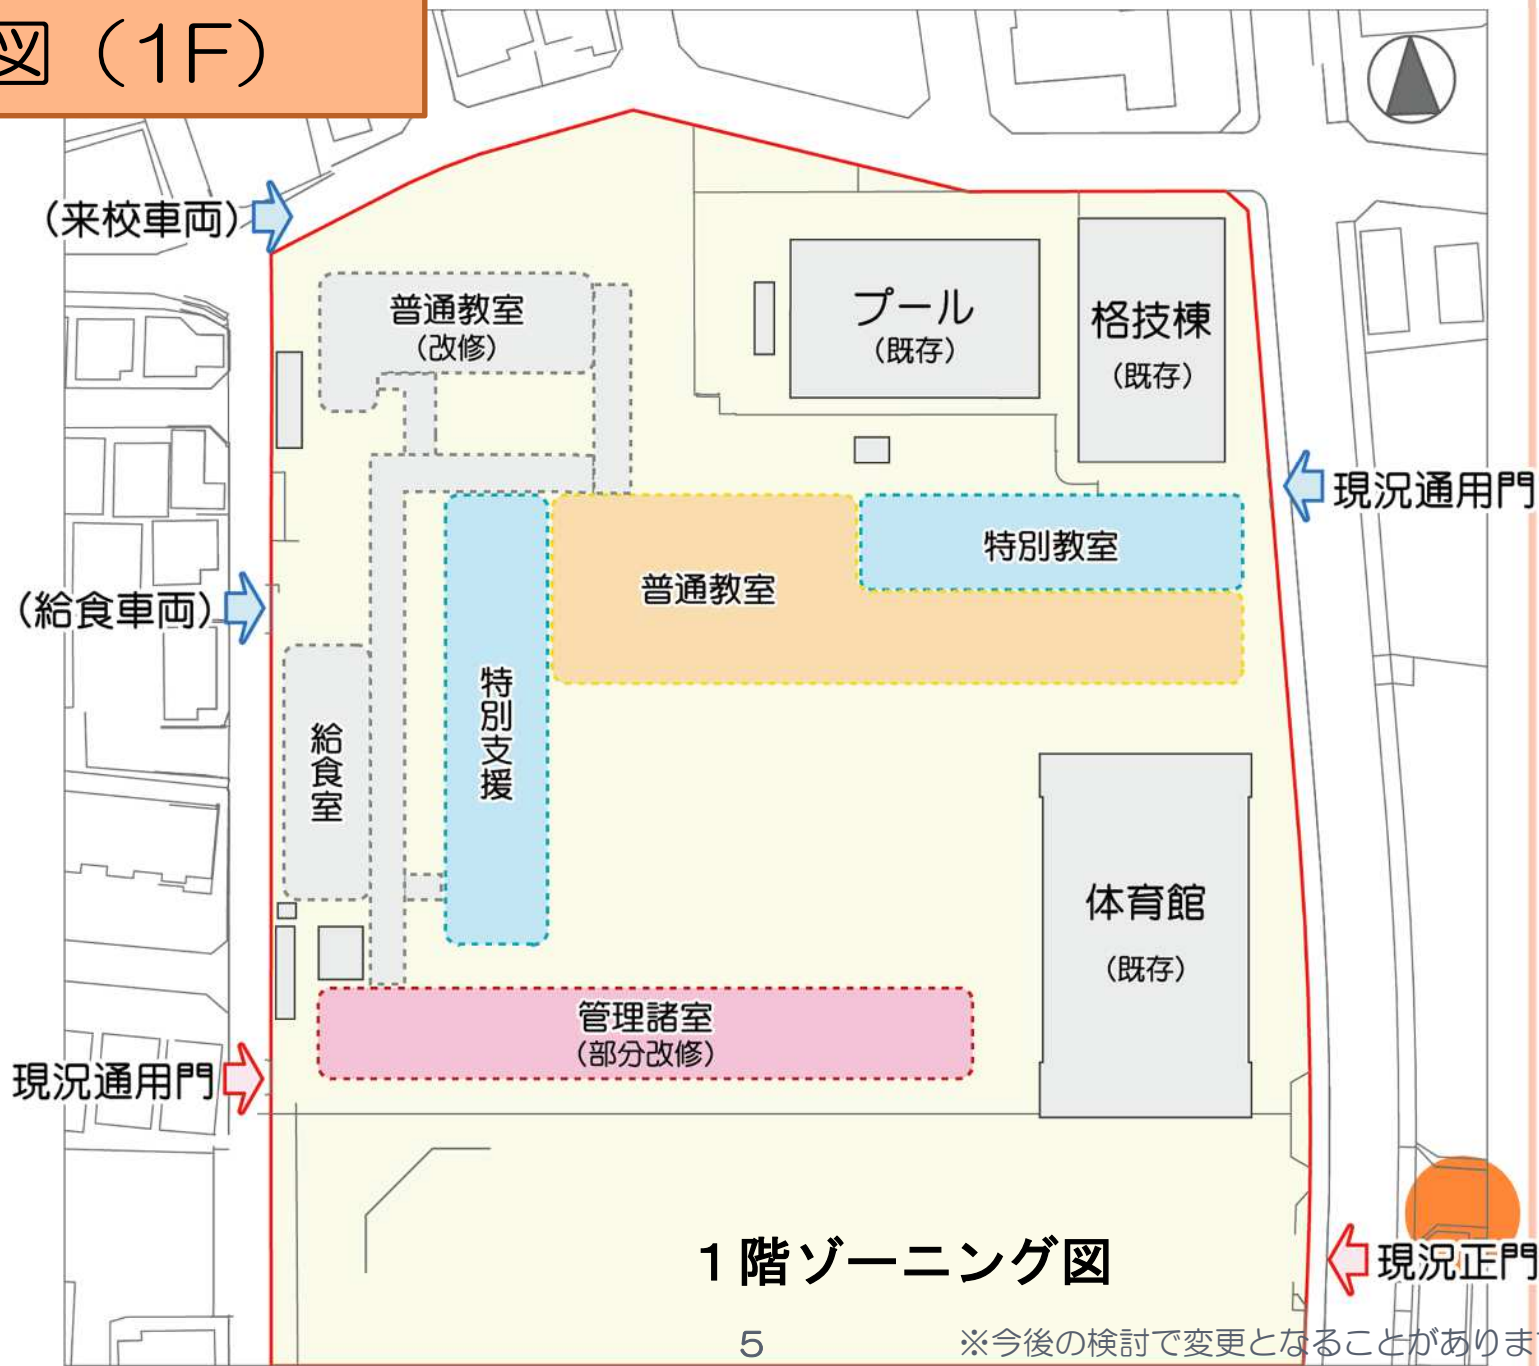 図（1F）
（来校車両）
普通教室
（改修）
プール
（既存）
格技棟
（既存）
現況通用門
特別教室
普通教室
（給食車両）
特別支援
給食室
体育館
（既存）
管理諸室
（部分改修）
現況通用門
１階ゾーニング図
現況正門
5
※今後の検討で変更となることがありま